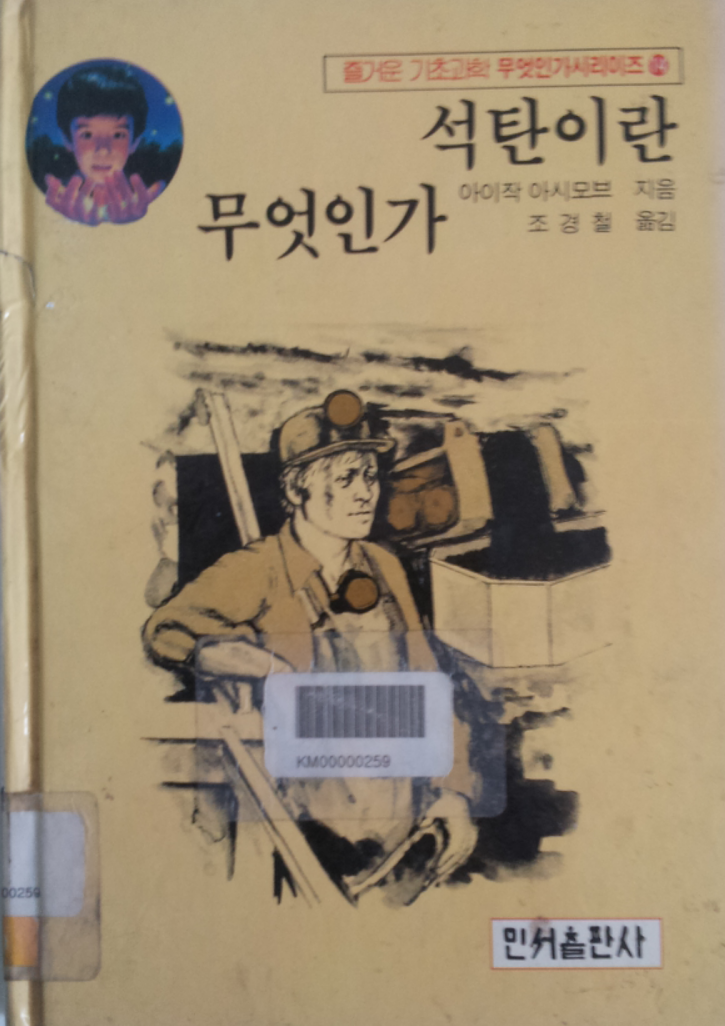 즐거운 기초과학 무엇인가시리이즈
석탄이란
무엇인가
아이작 아시모브 지음
조경철 옮김
KM00000259
00259
민서출판사